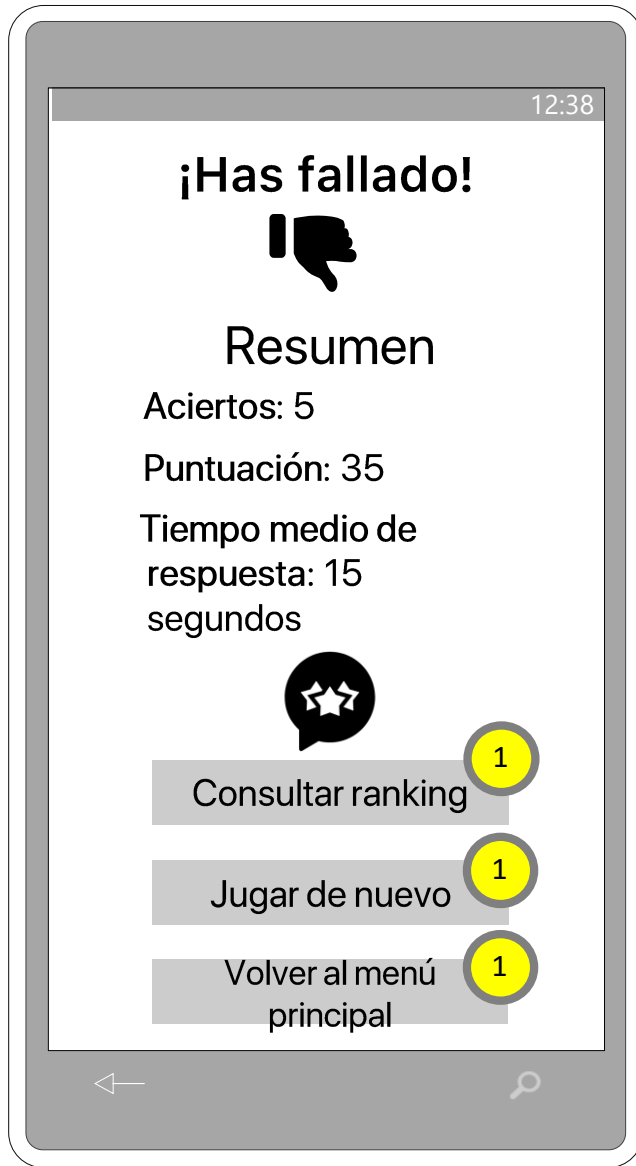 12:38
¡Has fallado!
Resumen
Aciertos: 5
Puntuación: 35
Tiempo medio de
respuesta: 15
segundos
1
Consultar ranking
1
Jugar de nuevo
1
Volver al menú
principal